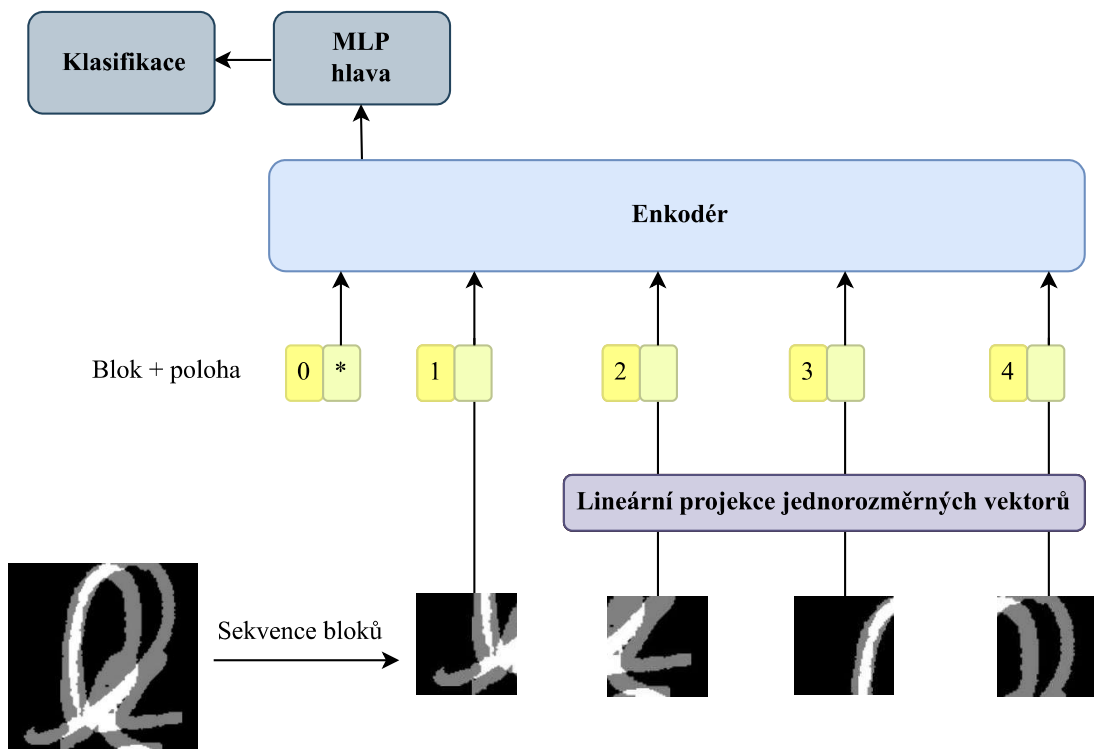 Klasifikace
MLP
hlava
Enkodér
Blok + poloha
0 *
1
2
3
4
Lineární projekce jednorozměrných vektorů
Sekvence bloků